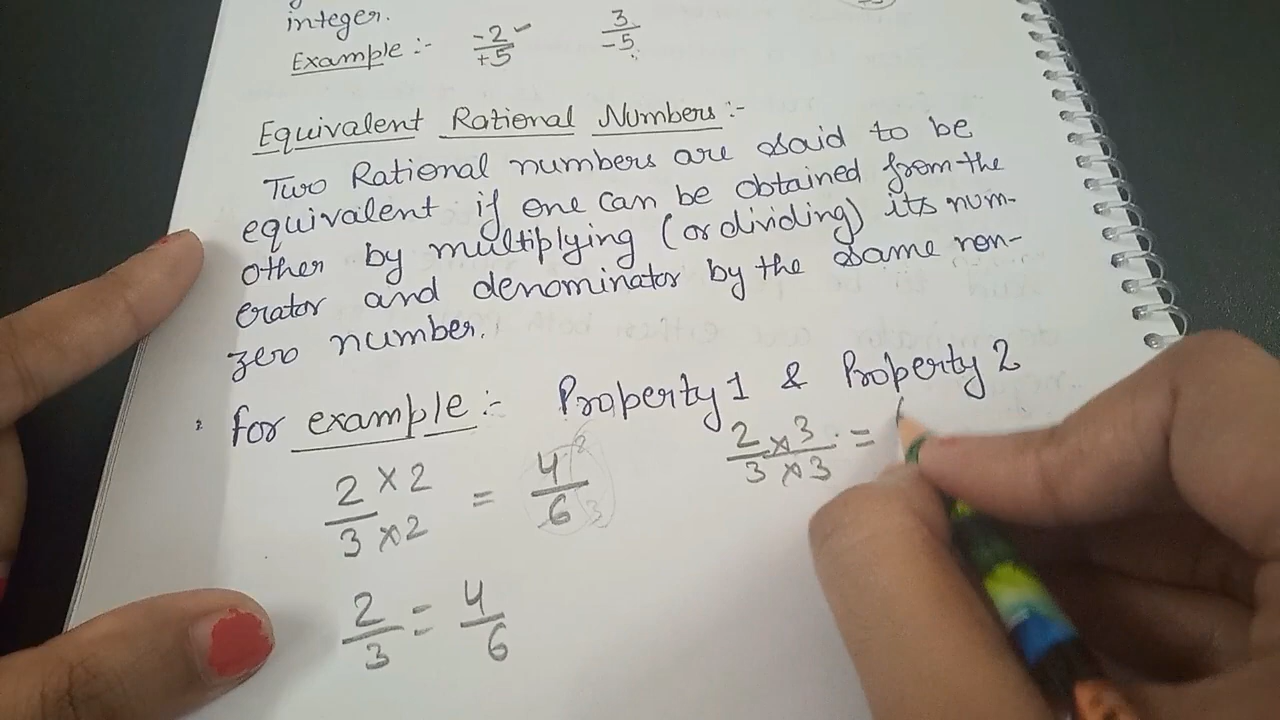 integer.
Example :- -2/+5 3/-5
Equivalent Rational Numbers :-
Two Rational numbers are said to be
equivalent if one can be obtained from the
other by multiplying (or dividing) its num-
erator and denominator by the same non-
zero number.
for example :- Property 1 & Property 2
2/3 × 2/× 2 = 4/6
2 × 3/3 × 3 =
2/3 = 4/6